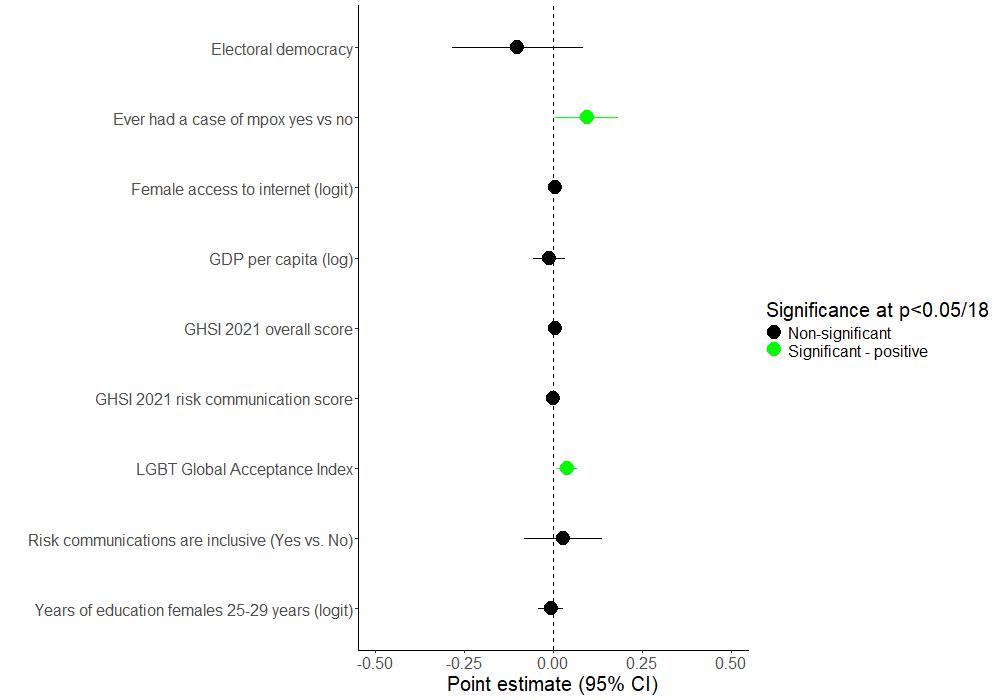 Electoral democracy
Ever had a case of mpox yes vs no
Female access to internet (logit)
GDP per capita (log)
GHSI 2021 overall score
GHSI 2021 risk communication score
LGBT Global Acceptance Index
Risk communications are inclusive (Yes vs. No)
Years of education females 25-29 years (logit)
-0.50 -0.25 0.00 0.25 0.50
Point estimate (95% CI)
Significance at p<0.05/18
Non-significant
Significant - positive